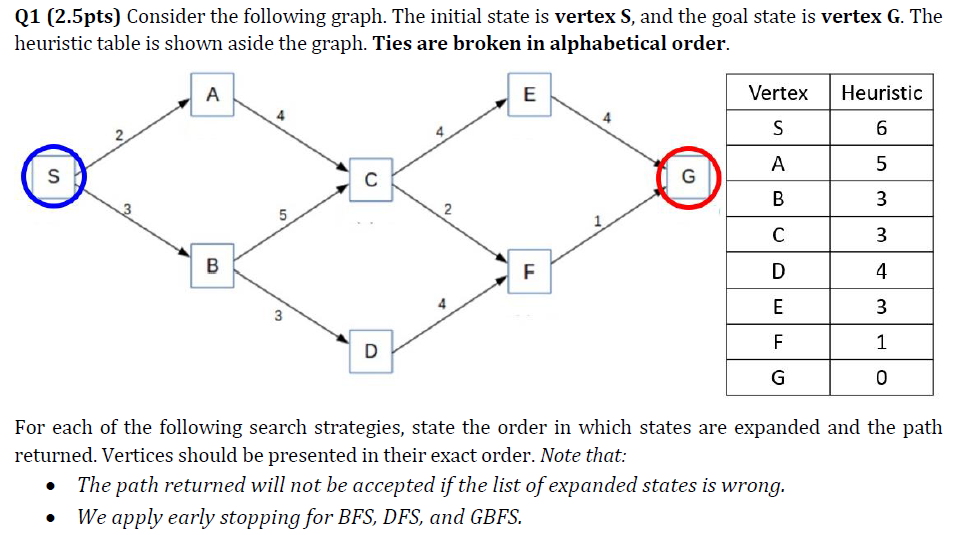 Q1 (2.5pts) Consider the following graph. The initial state is vertex S, and the goal state is vertex G. The
heuristic table is shown aside the graph. Ties are broken in alphabetical order.
A
E
4
4
2
4
S
C
G
3
5
2
1
B
F
3
4
D
Vertex Heuristic
S 6
A 5
B 3
C 3
D 4
E 3
F 1
G 0
For each of the following search strategies, state the order in which states are expanded and the path
returned. Vertices should be presented in their exact order. Note that:
• The path returned will not be accepted if the list of expanded states is wrong.
• We apply early stopping for BFS, DFS, and GBFS.